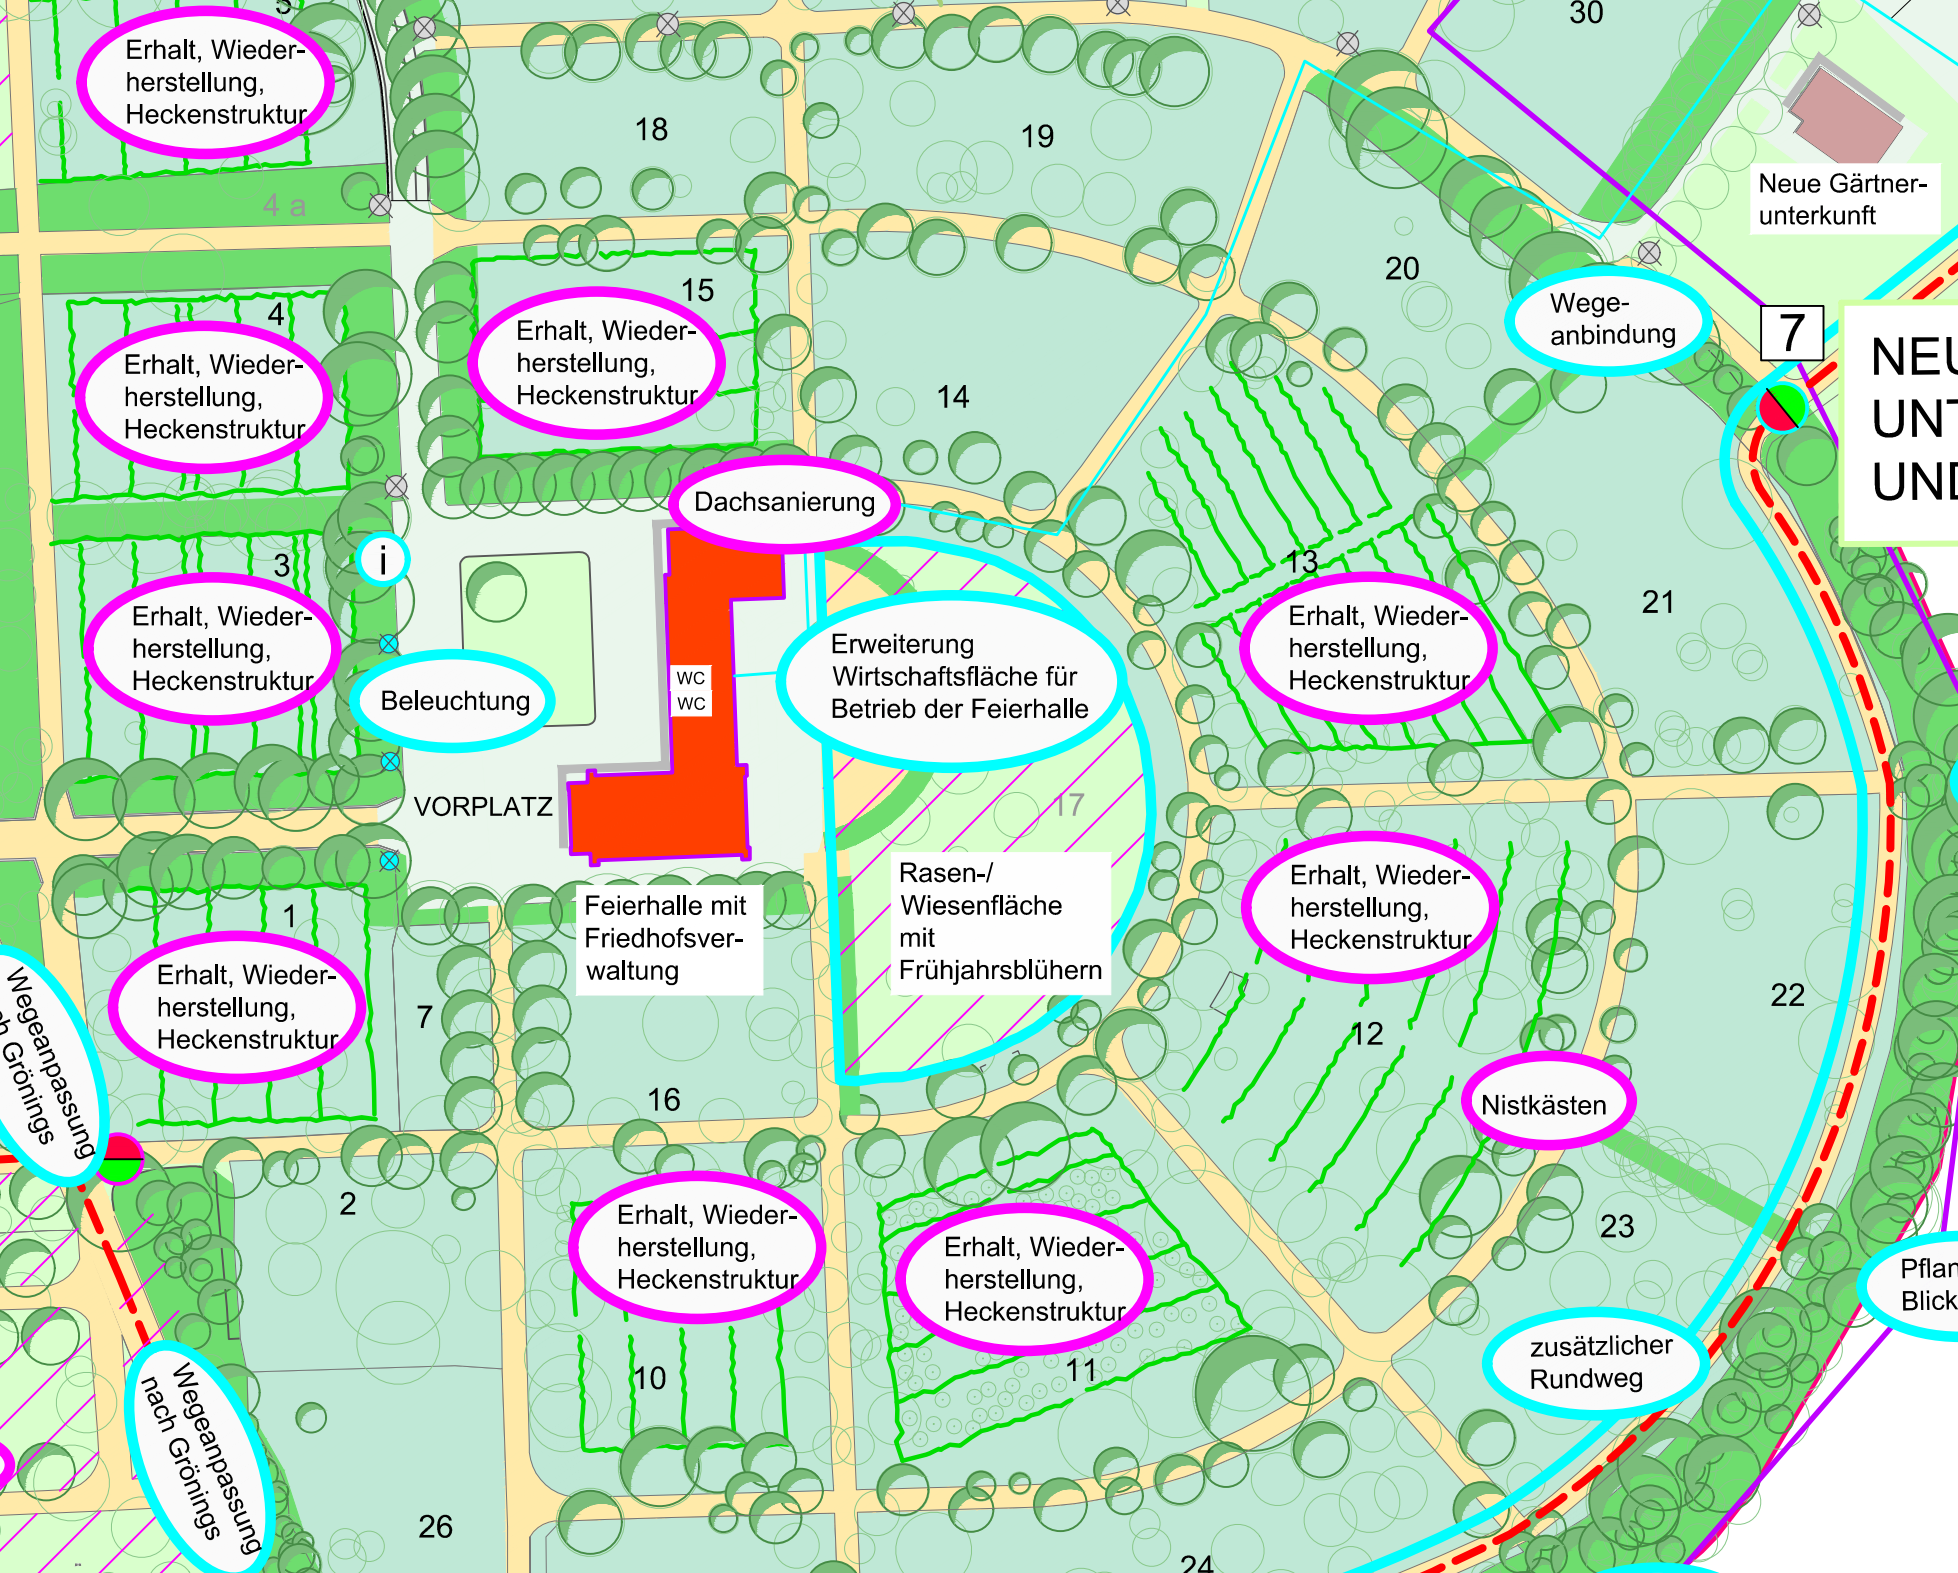 5
30
Erhalt, Wieder-
herstellung,
Heckenstruktur
18
19
4 a
Neue Gärtner-
unterkunft
20
15
4
Erhalt, Wieder-
herstellung,
Heckenstruktur
Erhalt, Wieder-
herstellung,
Heckenstruktur
Wege-
anbindung
7
14
Dachsanierung
3
i
13
Erhalt, Wieder-
herstellung,
Heckenstruktur
Erhalt, Wieder-
herstellung,
Heckenstruktur
21
Erweiterung
Wirtschaftsfläche für
Betrieb der Feierhalle
WC
WC
Beleuchtung
VORPLATZ
17
Rasen-/
Wiesenfläche
mit
Frühjahrsblühern
Erhalt, Wieder-
herstellung,
Heckenstruktur
1
Feierhalle mit
Friedhofsver-
waltung
Erhalt, Wieder-
herstellung,
Heckenstruktur
7
22
12
Wegeanpassung
Grönings
16
Nistkästen
2
Erhalt, Wieder-
herstellung,
Heckenstruktur
Erhalt, Wieder-
herstellung,
Heckenstruktur
23
10
11
zusätzlicher
Rundweg
Wegeanpassung
nach Grönings
26
24